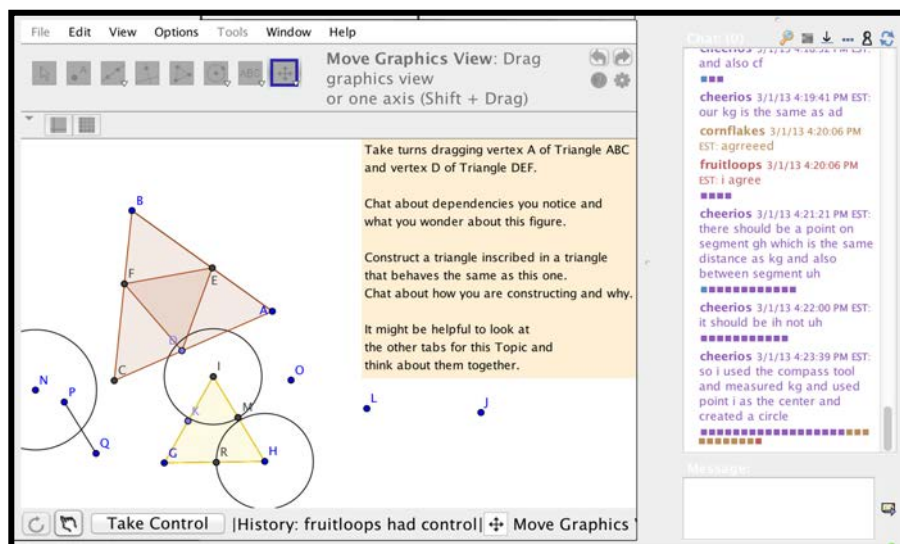 File Edit View Options Tools Window Help
Move Graphics View: Drag
graphics view
or one axis (Shift + Drag)
ABC
Take turns dragging vertex A of Triangle ABC
and vertex D of Triangle DEF.
Chat about dependencies you notice and
what you wonder about this figure.
Construct a triangle inscribed in a triangle
that behaves the same as this one.
Chat about how you are constructing and why.
It might be helpful to look at
the other tabs for this Topic and
think about them together.
B
F
E
A
D
C
I
O
N
P
L
J
K
M
Q
G
R
H
Take Control |History: fruitloops had control| Move Graphics
Chat: (0)
and also cf
cheerios 3/1/13 4:19:41 PM EST:
our kg is the same as ad
cornflakes 3/1/13 4:20:06 PM
EST: agrreeed
fruitloops 3/1/13 4:20:06 PM
EST: i agree
cheerios 3/1/13 4:21:21 PM EST:
there should be a point on
segment gh which is the same
distance as kg and also
between segment uh
cheerios 3/1/13 4:22:00 PM EST:
it should be ih not uh
cheerios 3/1/13 4:23:39 PM EST:
so i used the compass tool
and measured kg and used
point i as the center and
created a circle
Message: